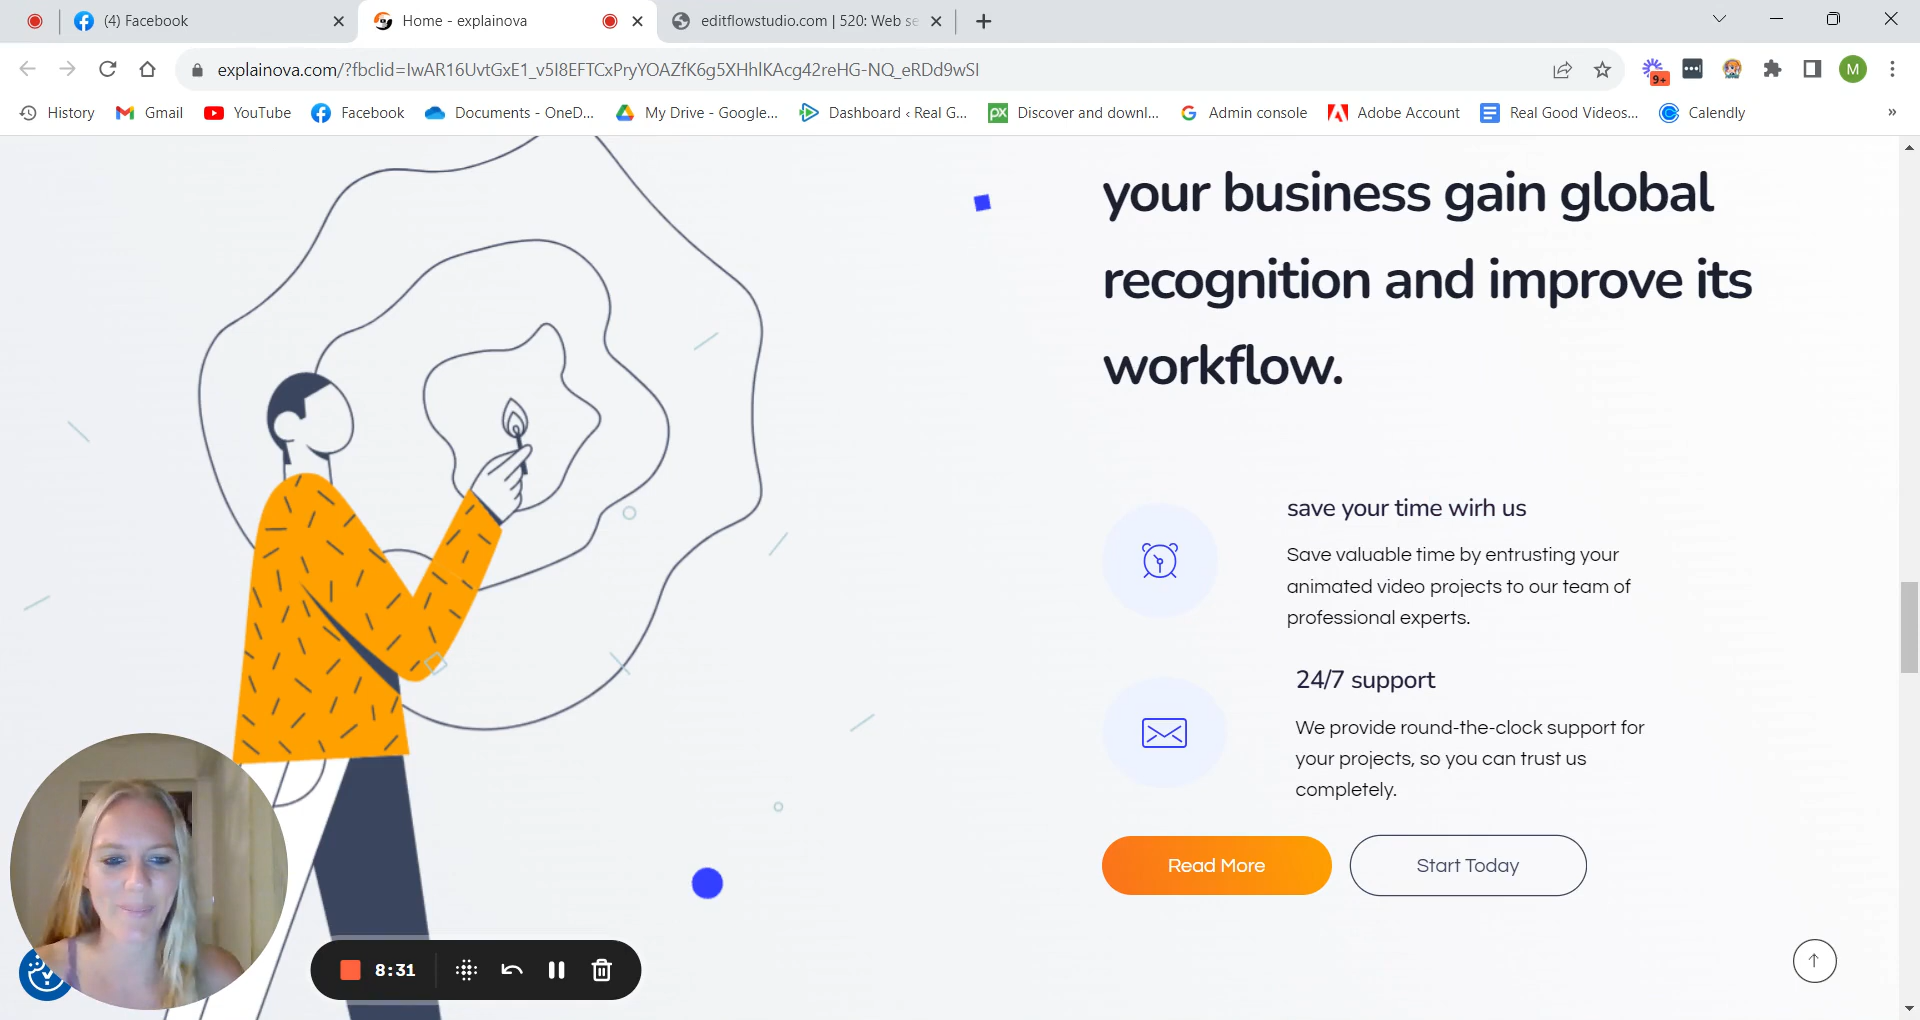 (4) Facebook
Home - explainova
editflowstudio.com | 520: Web se
explainova.com/?fbclid=IwAR16UvtGxE1_v5I8EFTCxPryYOAZfK6g5XHhlKAcg42reHG-NQ_eRDd9wSI
9+
M
History
Gmail
YouTube
Facebook
Documents - OneD...
My Drive - Google...
Dashboard ‹ Real G...
px
Discover and downl...
Admin console
Adobe Account
Real Good Videos...
Calendly
»
your business gain global
recognition and improve its
workflow.
save your time wirh us
Save valuable time by entrusting your
animated video projects to our team of
professional experts.
24/7 support
We provide round-the-clock support for
your projects, so you can trust us
completely.
Read More
Start Today
8:31